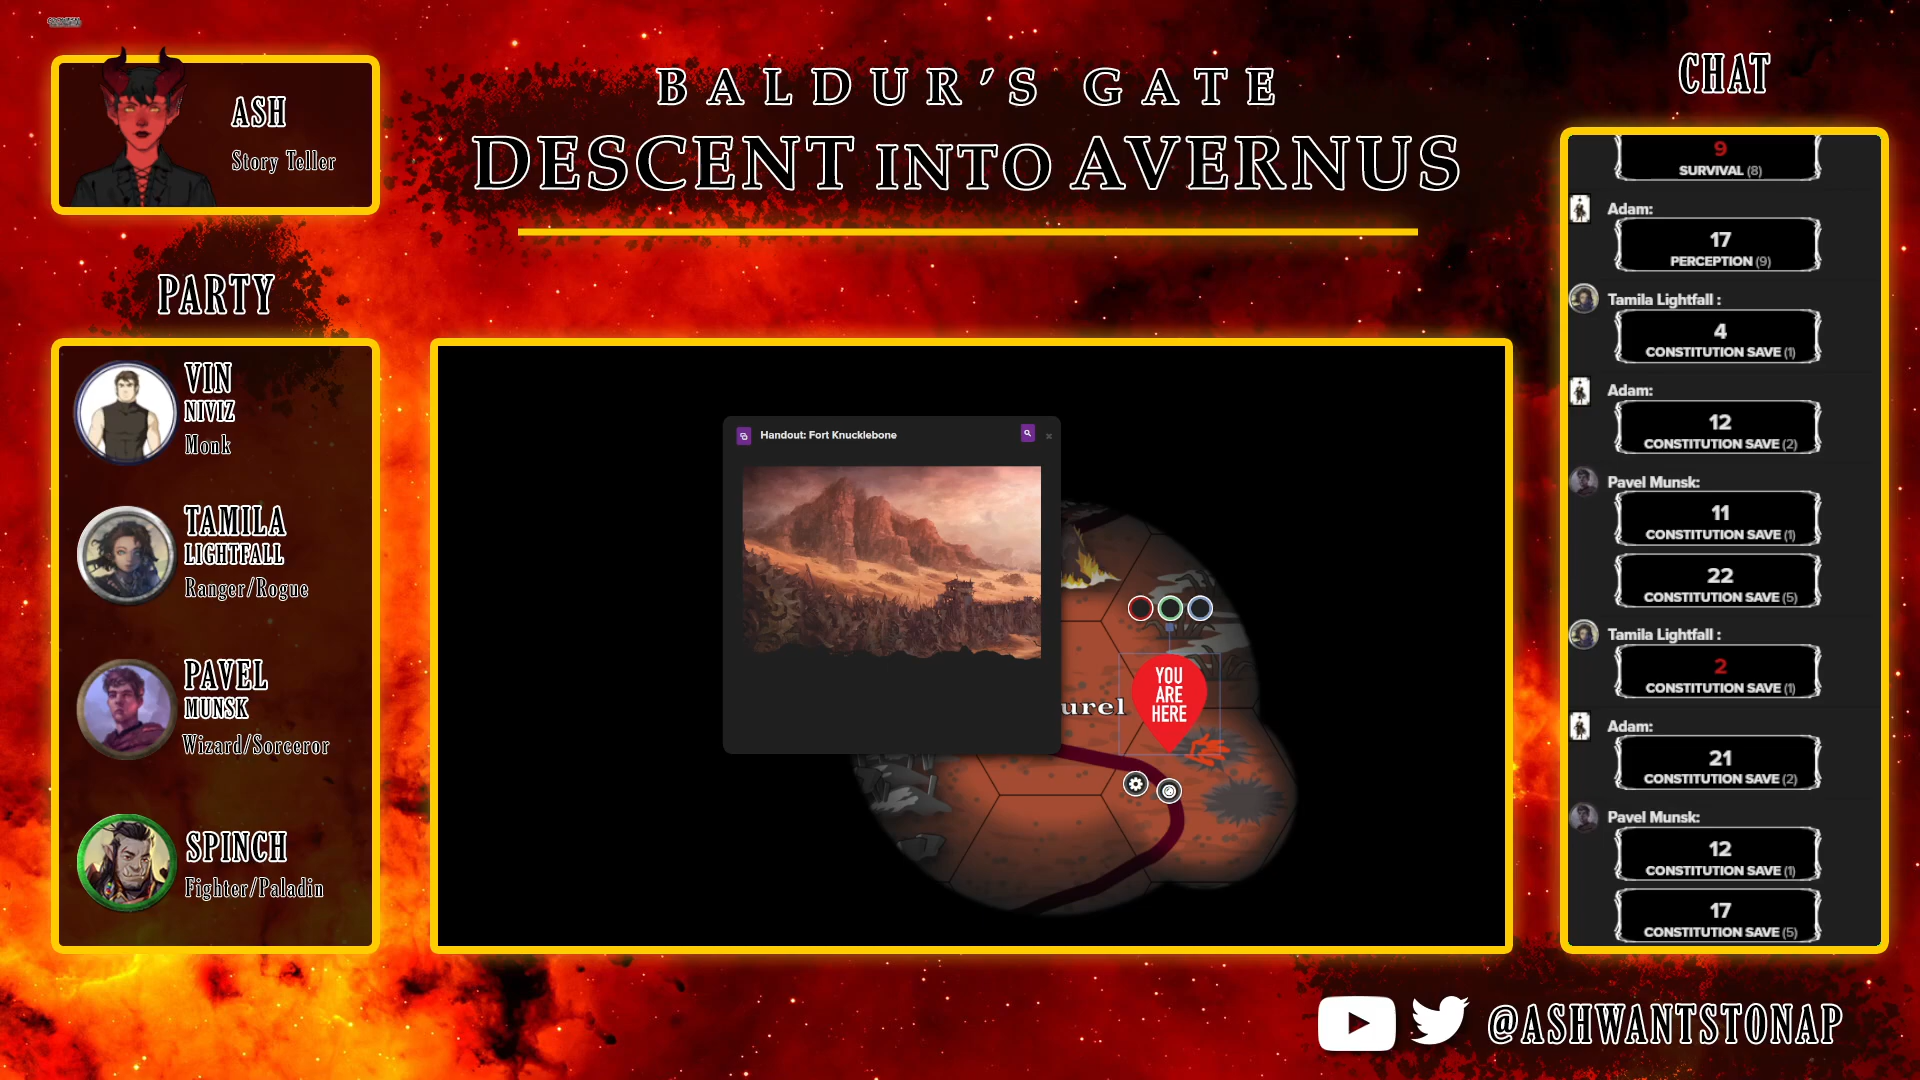 ASH
Story Teller
BALDUR'S GATE
DESCENT INTO AVERNUS
PARTY
VIN
NIVIZ
Monk
TAMILA
LIGHTFALL
Ranger/Rogue
PAVEL
MUNSK
Wizard/Sorceror
SPINCH
Fighter/Paladin
Handout: Fort Knucklebone
urel
YOU
ARE
HERE
CHAT
9
SURVIVAL (8)
Adam:
17
PERCEPTION (9)
Tamila Lightfall :
4
CONSTITUTION SAVE (1)
Adam:
12
CONSTITUTION SAVE (2)
Pavel Munsk:
11
CONSTITUTION SAVE (1)
22
CONSTITUTION SAVE (5)
Tamila Lightfall :
2
CONSTITUTION SAVE (1)
Adam:
21
CONSTITUTION SAVE (2)
Pavel Munsk:
12
CONSTITUTION SAVE (1)
17
CONSTITUTION SAVE (5)
@ASHWANTSTONAP